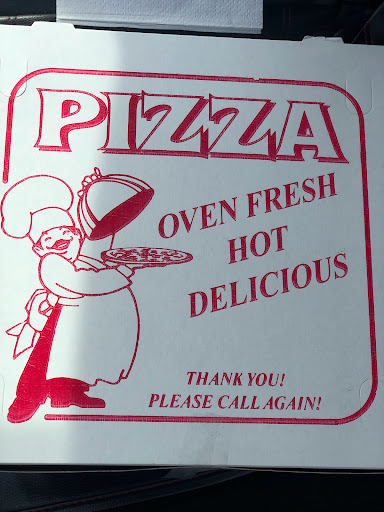 PIZZA
OVEN FRESH
HOT
DELICIOUS
THANK YOU!
PLEASE CALL AGAIN!